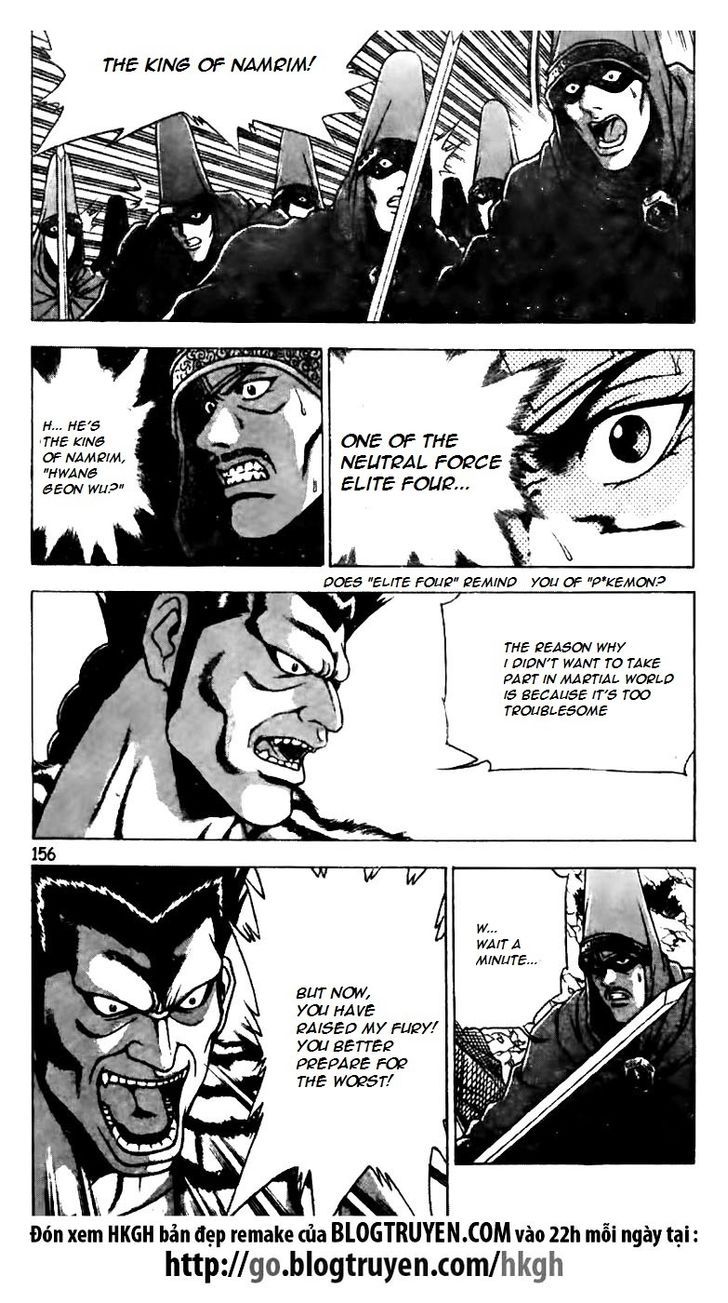 THE KING OF NAMRIM!
H... HE'S
THE KING
OF NAMRIM,
"HWANG
GEON WU?"
ONE OF THE
NEUTRAL FORCE
ELITE FOUR...
DOES "ELITE FOUR" REMIND YOU OF "P*KEMON?
THE REASON WHY
I DIDN'T WANT TO TAKE
PART IN MARTIAL WORLD
IS BECAUSE IT'S TOO
TROUBLESOME
156
BUT NOW,
YOU HAVE
RAISED MY FURY!
YOU BETTER
PREPARE FOR
THE WORST!
W...
WAIT A
MINUTE...
Đón xem HKGH bản đẹp remake của BLOGTRUYEN.COM vào 22h mỗi ngày tại :
http://go.blogtruyen.com/hkgh